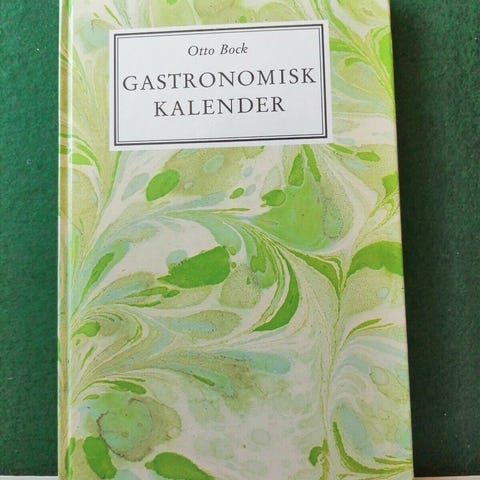 Otto Bock
GASTRONOMISK
KALENDER